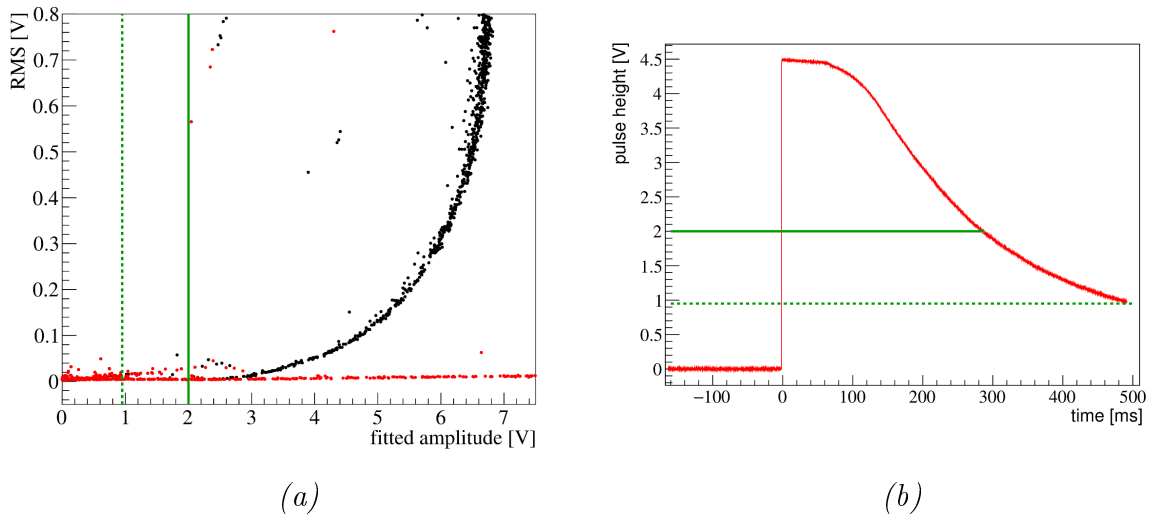 RMS [V]
0.8
0.7
0.6
0.5
0.4
0.3
0.2
0.1
0
0 1 2 3 4 5 6 7
fitted amplitude [V]
(a)
pulse height [V]
4.5
4
3.5
3
2.5
2
1.5
1
0.5
0
−100 0 100 200 300 400 500
time [ms]
(b)